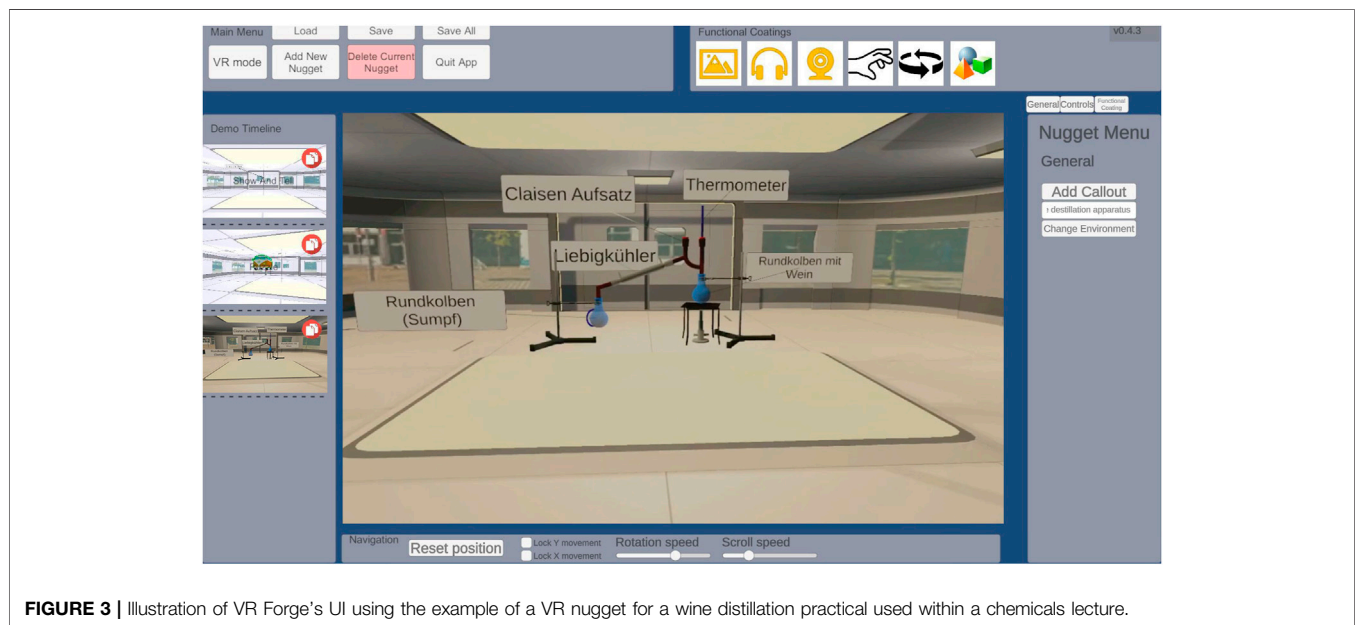 Main Menu
Load
Save
Save All
VR mode
Add New
Nugget
Delete Current
Nugget
Quit App
Functional Coatings
v0.4.3
General
Controls
Functional
Coating
Demo Timeline
Show And Tell
Claisen Aufsatz
Thermometer
Liebigkühler
Rundkolben mit
Wein
Rundkolben
(Sumpf)
Nugget Menu
General
Add Callout
destillation apparatus
Change Environment
Navigation
Reset position
Lock Y movement
Lock X movement
Rotation speed
Scroll speed
FIGURE 3 | Illustration of VR Forge’s UI using the example of a VR nugget for a wine distillation practical used within a chemicals lecture.